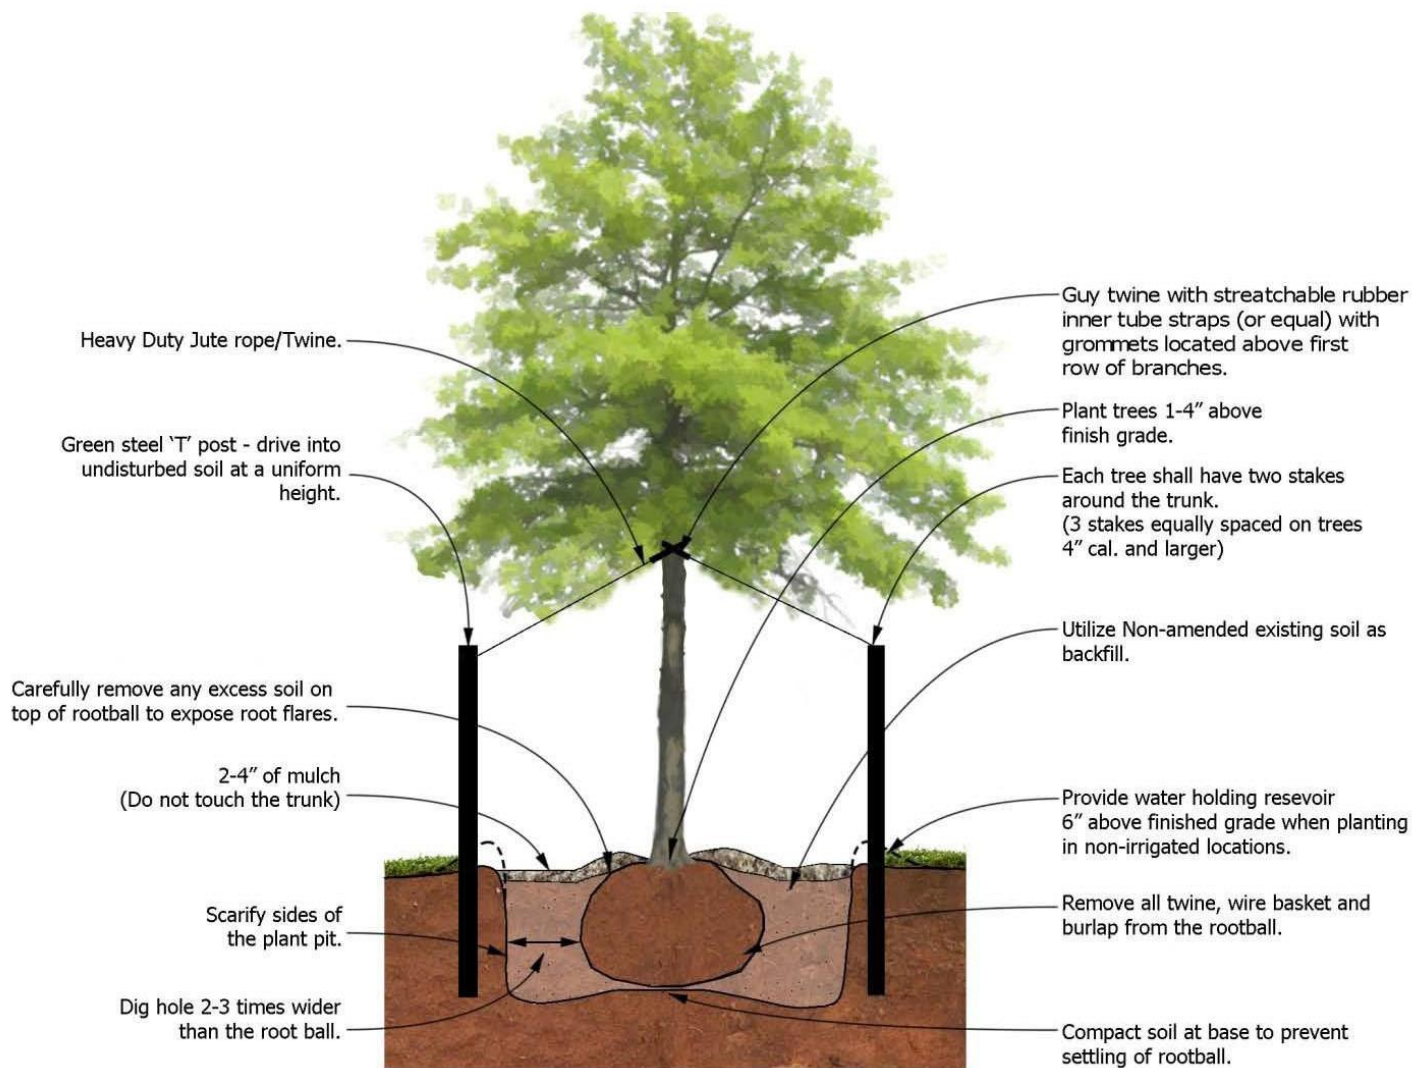 Heavy Duty Jute rope/Twine.
Green steel ‘T’ post - drive into
undisturbed soil at a uniform
height.
Carefully remove any excess soil on
top of rootball to expose root flares.
2-4” of mulch
(Do not touch the trunk)
Scarify sides of
the plant pit.
Dig hole 2-3 times wider
than the root ball.
Guy twine with streatchable rubber
inner tube straps (or equal) with
grommets located above first
row of branches.
Plant trees 1-4” above
finish grade.
Each tree shall have two stakes
around the trunk.
(3 stakes equally spaced on trees
4” cal. and larger)
Utilize Non-amended existing soil as
backfill.
Provide water holding resevoir
6” above finished grade when planting
in non-irrigated locations.
Remove all twine, wire basket and
burlap from the rootball.
Compact soil at base to prevent
settling of rootball.